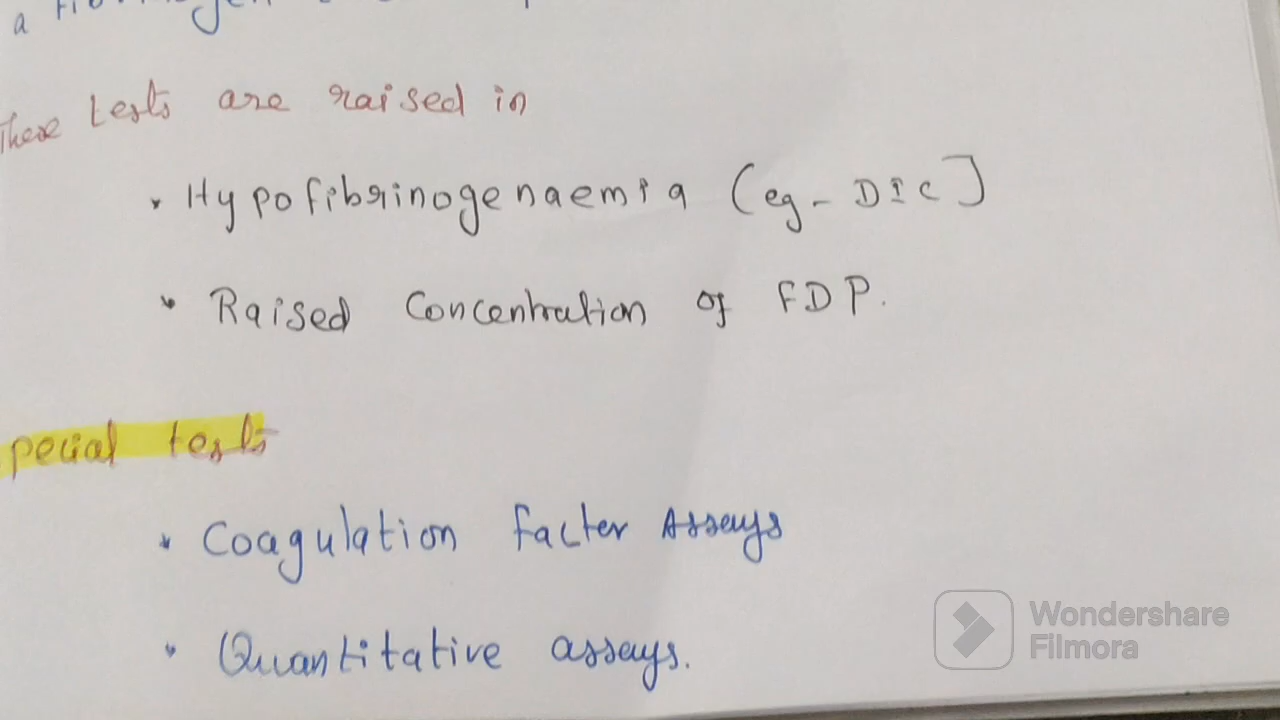 These tests are raised in
• Hypofibrinogenaemia (eg - DIC]
• Raised Concentration of FDP.
pecial tests
• Coagulation Facter Assays
• Quantitative assays.
Wondershare
Filmora